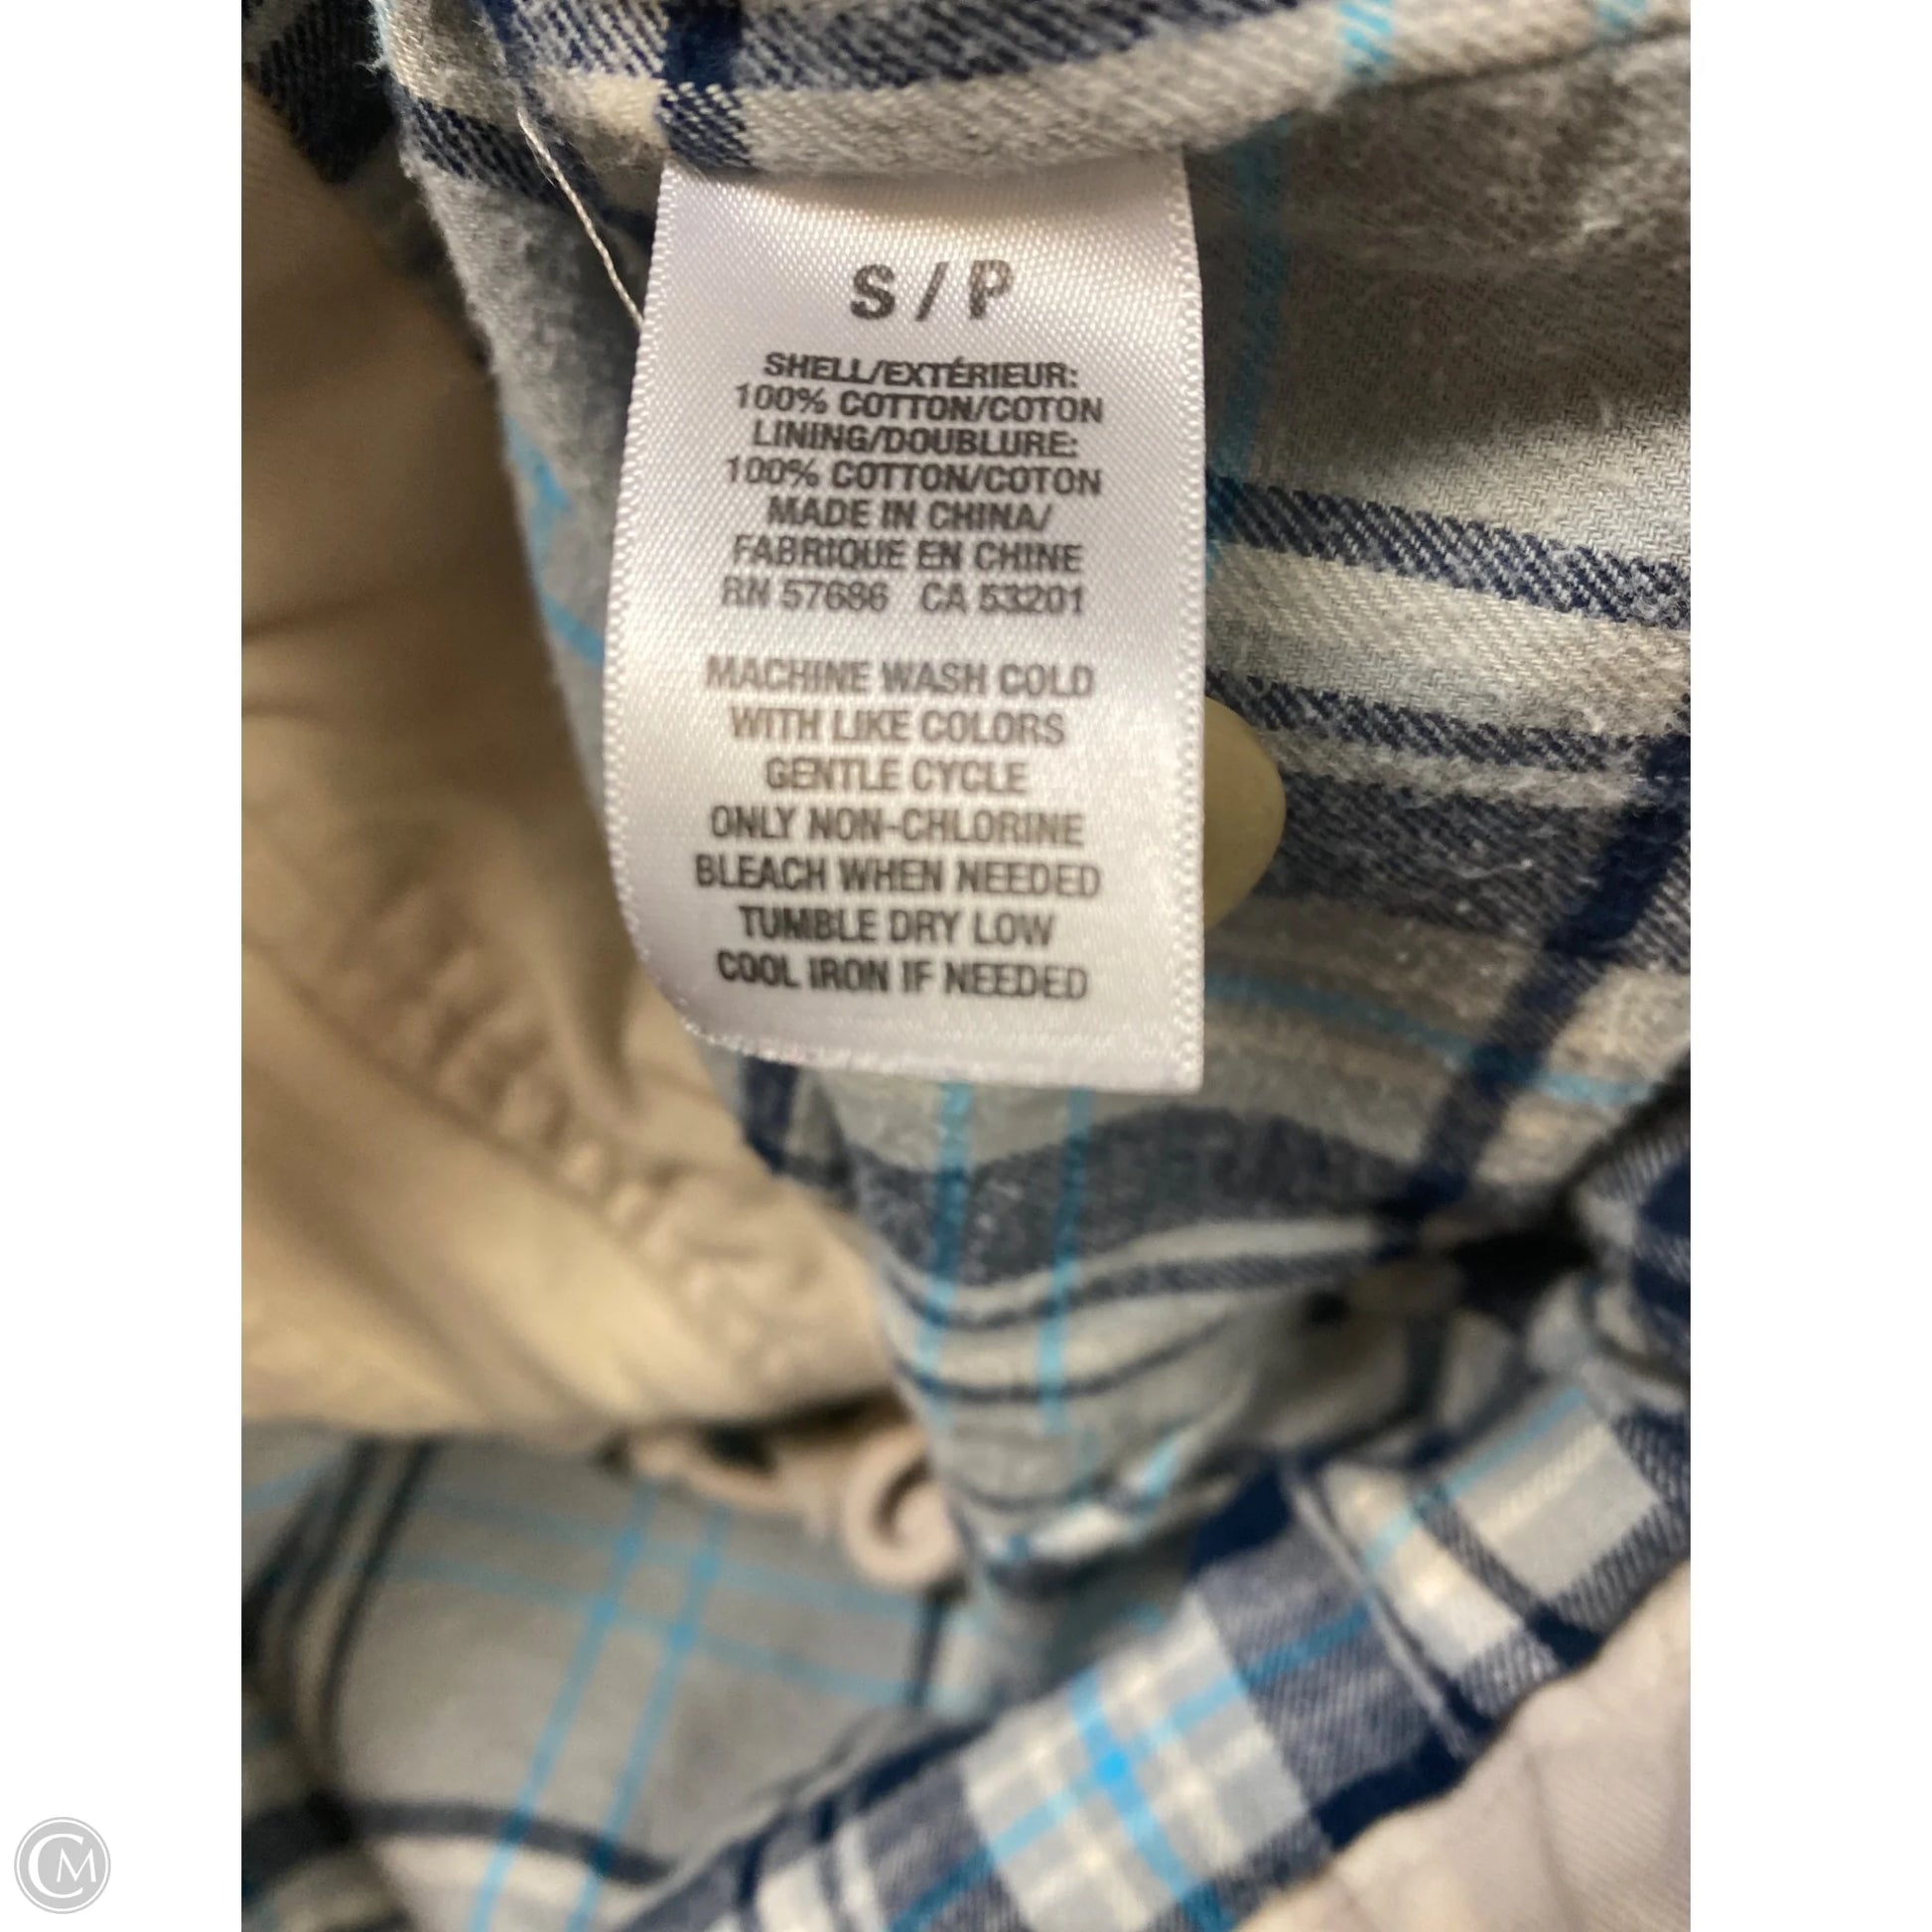 S/P
SHELL/EXTÉRIEUR:
100% COTTON/COTON
LINING/DOUBLURE:
100% COTTON/COTON
MADE IN CHINA/
FABRIQUE EN CHINE
RN 57686 CA 53201
MACHINE WASH COLD
WITH LIKE COLORS
GENTLE CYCLE
ONLY NON-CHLORINE
BLEACH WHEN NEEDED
TUMBLE DRY LOW
COOL IRON IF NEEDED
CM